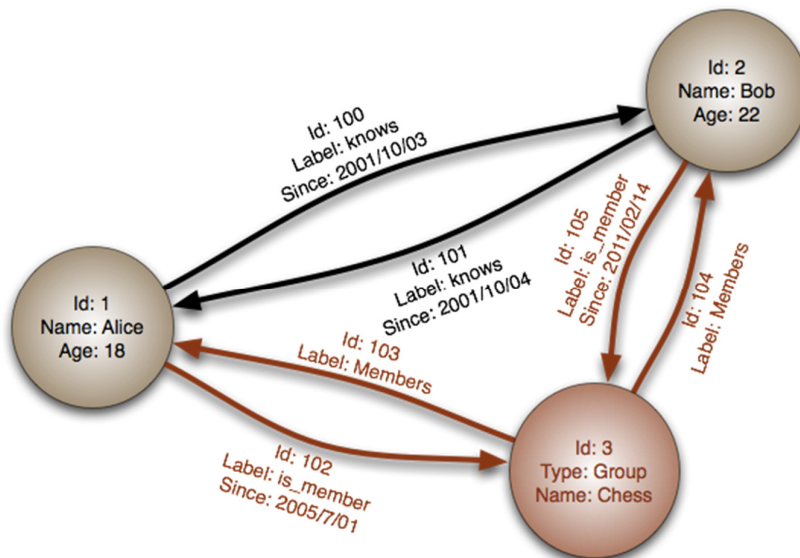 Id: 2
Name: Bob
Age: 22
Id: 100
Label: knows
Since: 2001/10/03
Id: 101
Label: knows
Since: 2001/10/04
Id: 105
Label: is_member
Since: 2011/02/14
Id: 104
Label: Members
Id: 1
Name: Alice
Age: 18
Id: 103
Label: Members
Id: 102
Label: is_member
Since: 2005/7/01
Id: 3
Type: Group
Name: Chess